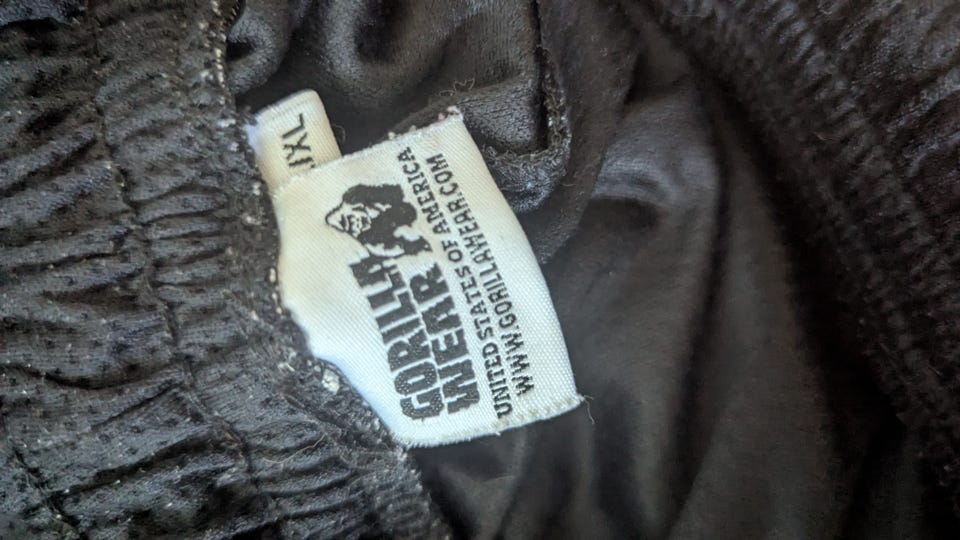 XL
GORILLA
WEAR
UNITED STATES OF AMERICA
WWW.GORILLAWEAR.COM